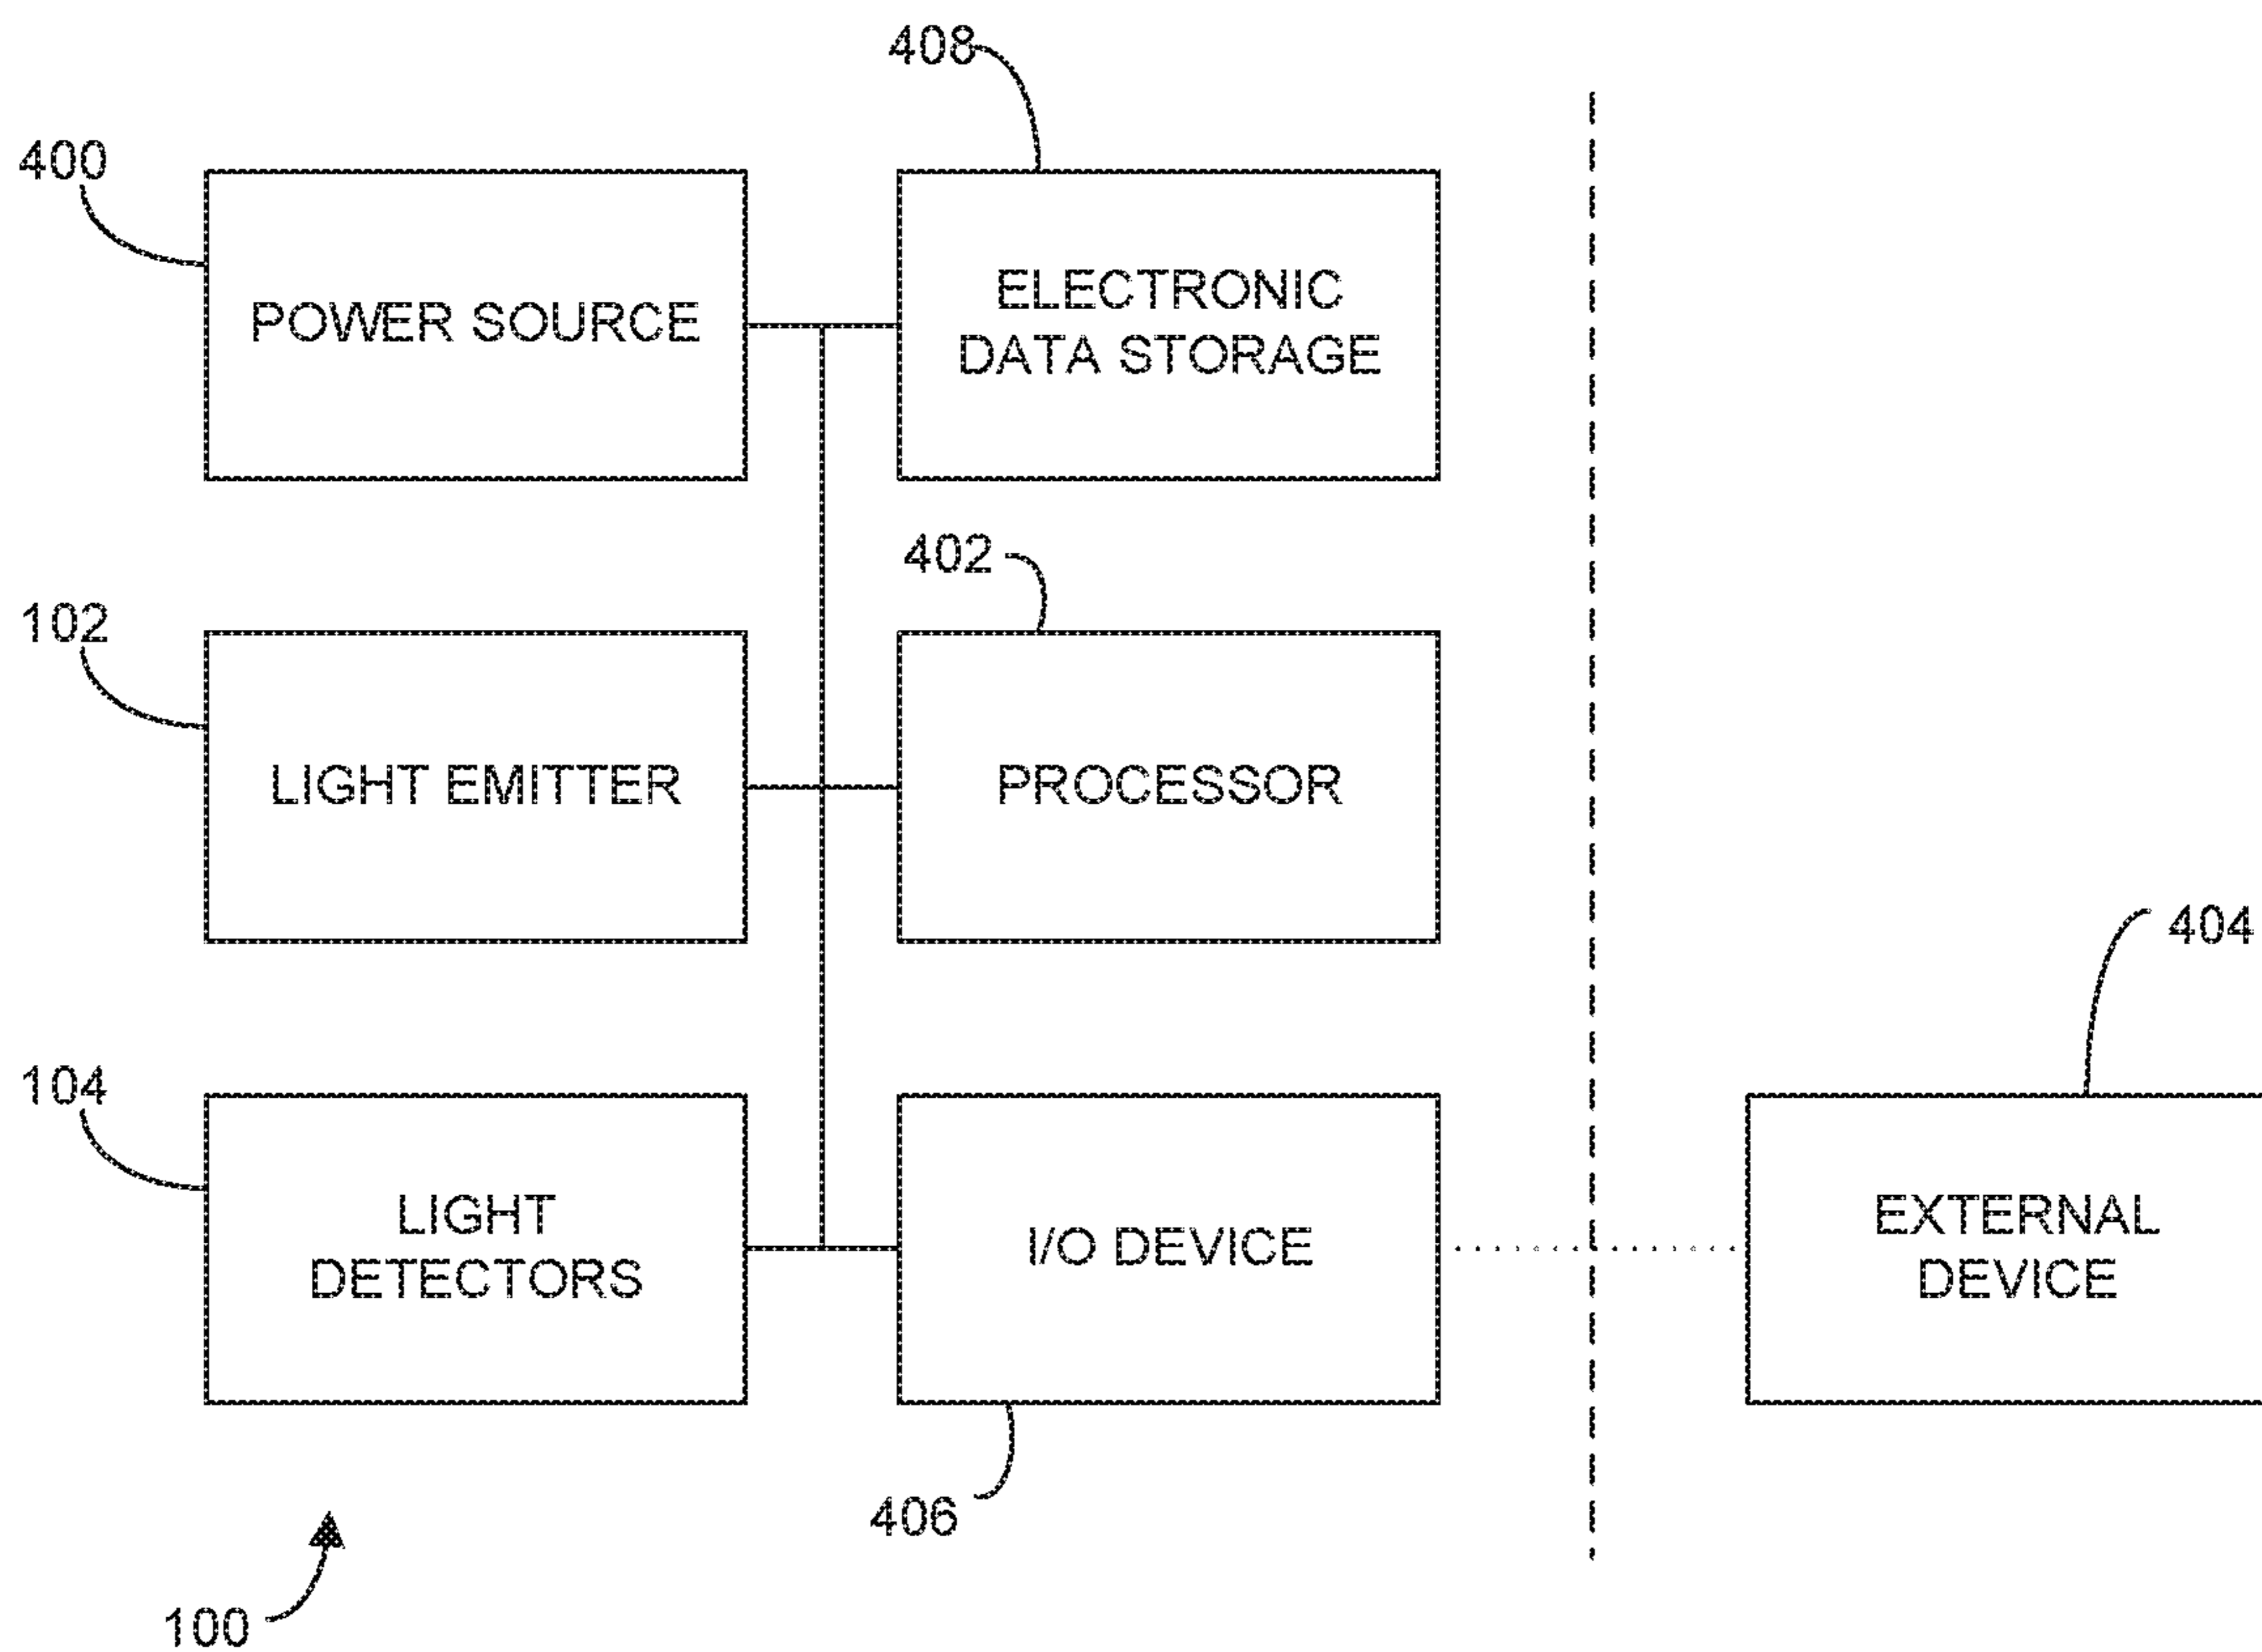 408
400
POWER SOURCE
ELECTRONIC
DATA STORAGE
402
102
LIGHT EMITTER
PROCESSOR
404
104
LIGHT
DETECTORS
I/O DEVICE
EXTERNAL
DEVICE
406
100